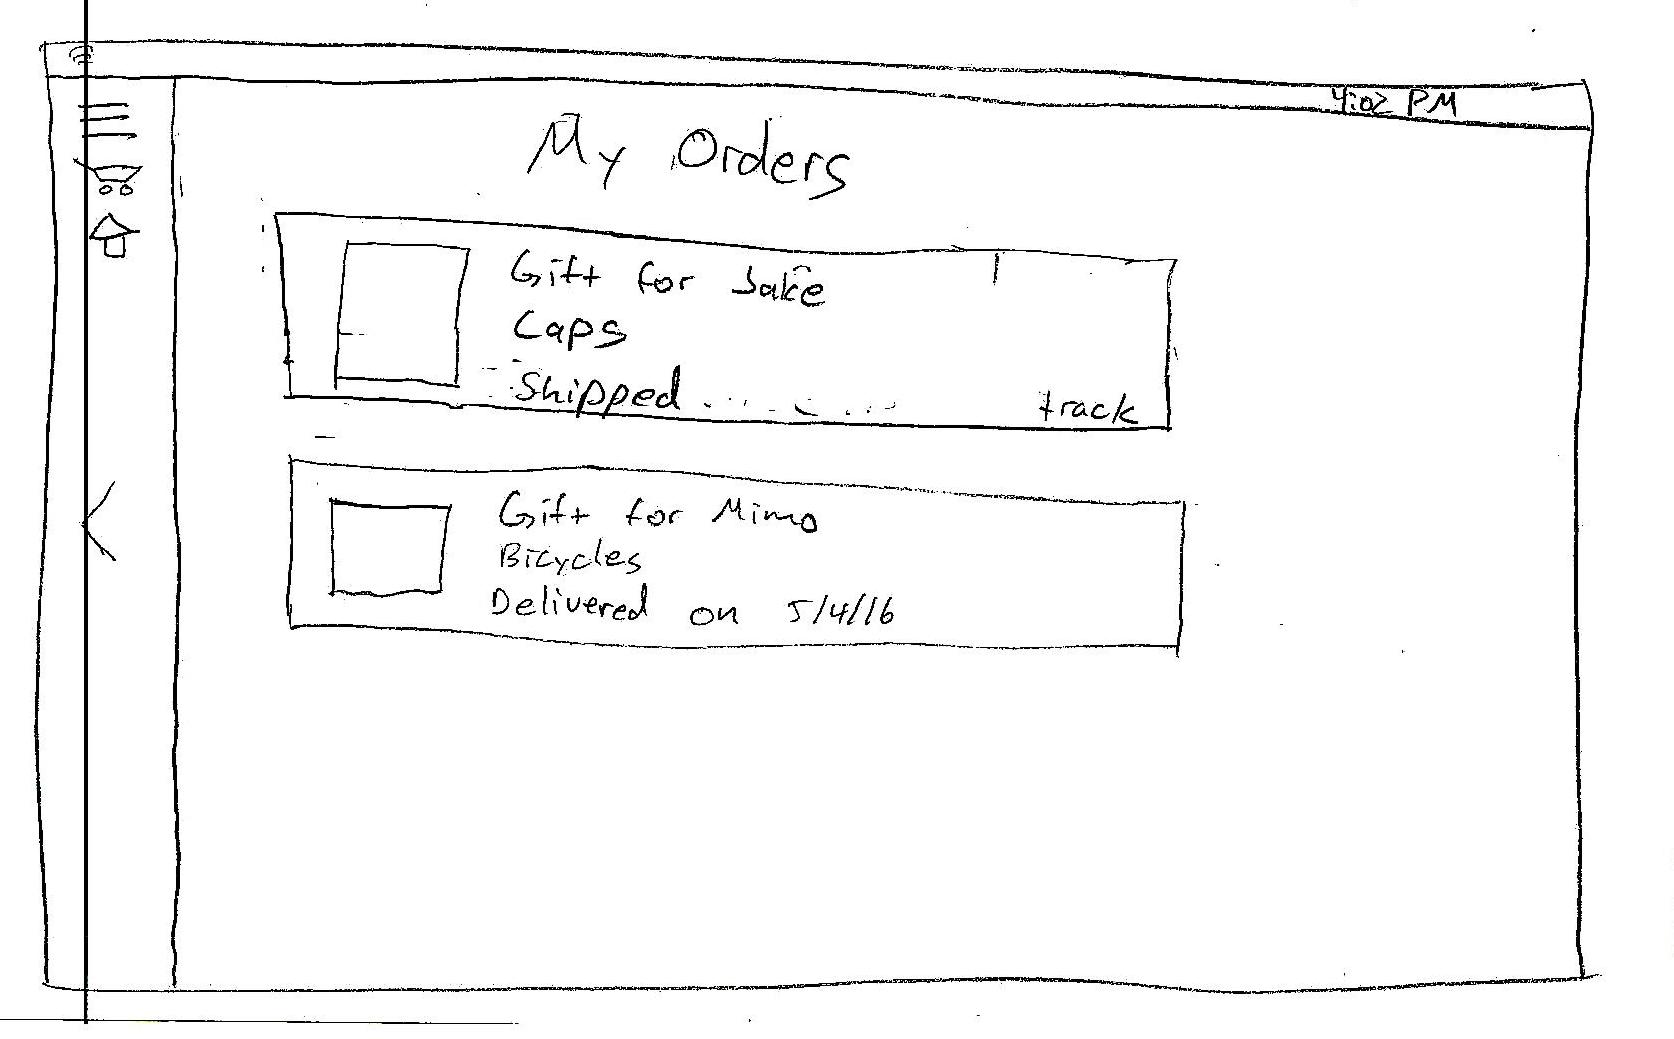 4:02 PM
My Orders
Gift for Jake
Caps
Shipped
track
Gift for Mimo
Bicycles
Delivered on 5/4/16